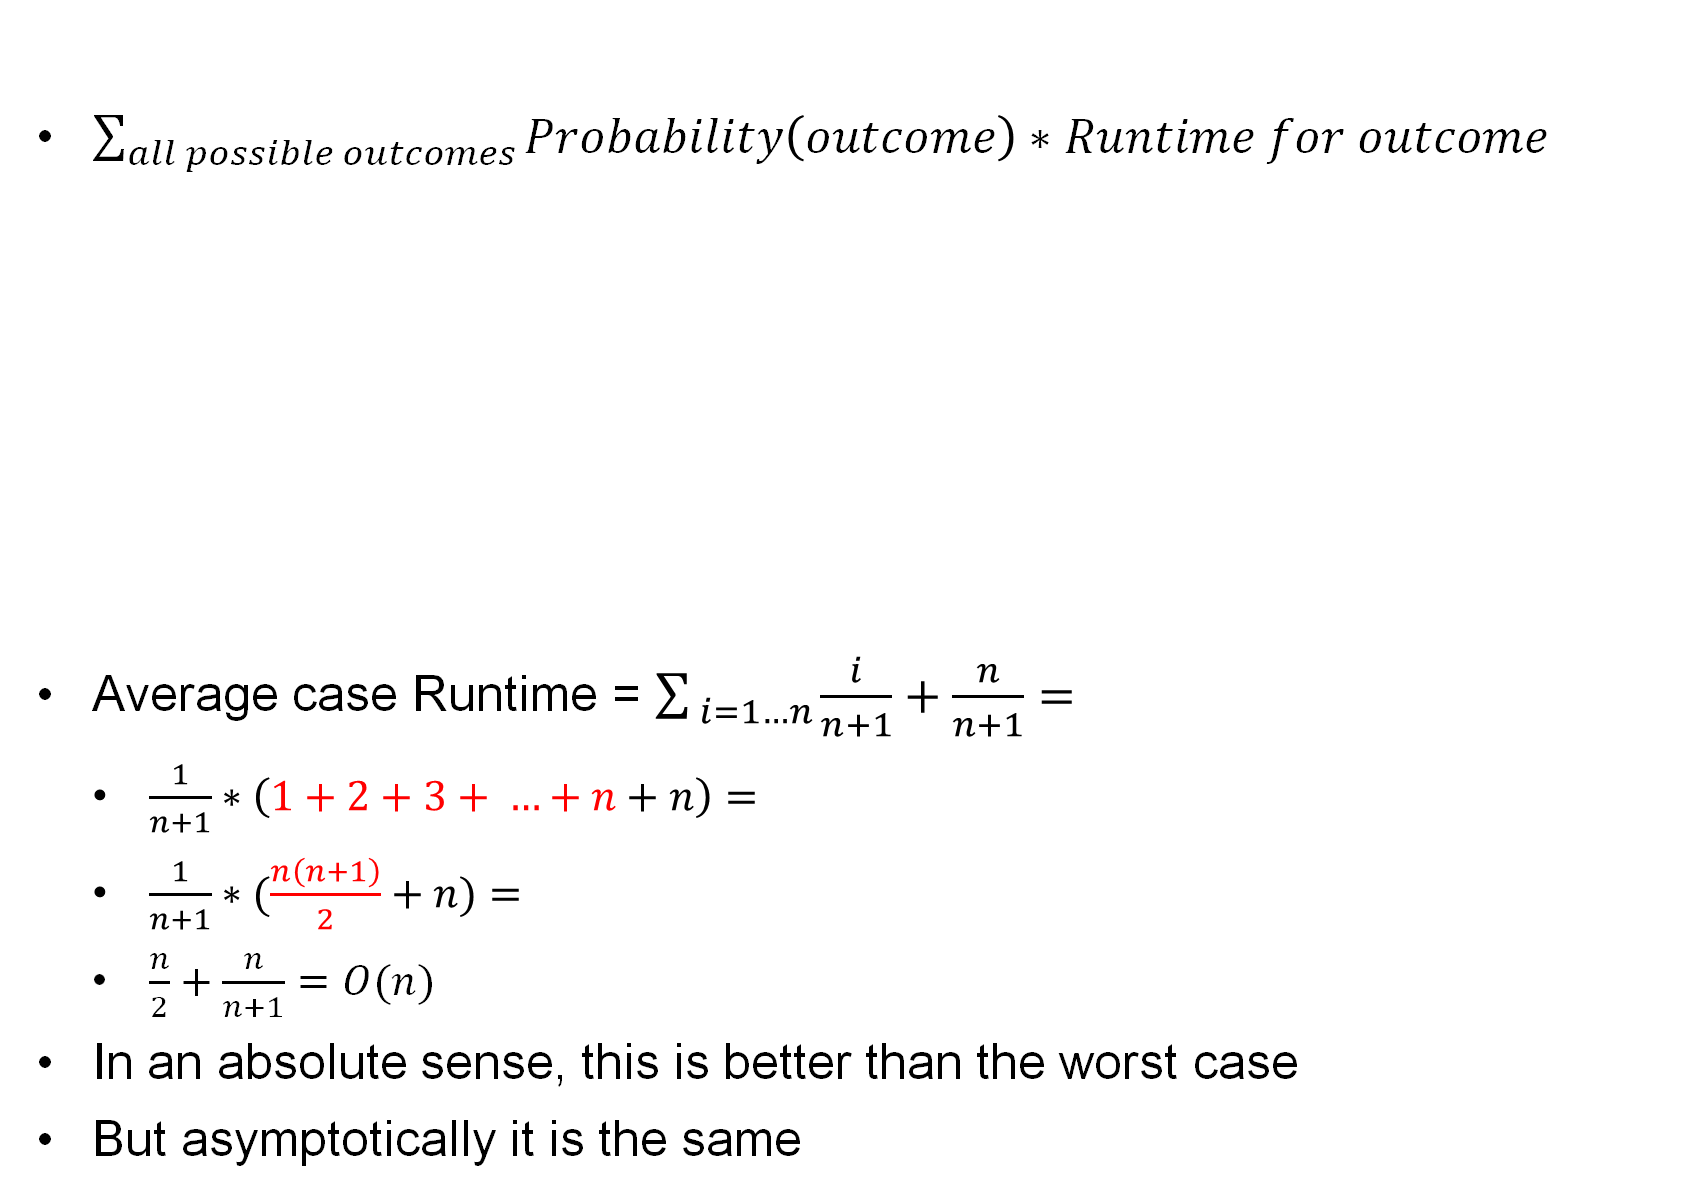 • ∑all possible outcomes Probability(outcome) ∗ Runtime for outcome
• Average case Runtime = ∑ i=1…n i/n+1 + n/n+1 =
• 1/n+1 ∗ (1 + 2 + 3 + … + n + n) =
• 1/n+1 ∗ (n(n+1)/2 + n) =
• n/2 + n/n+1 = O(n)
• In an absolute sense, this is better than the worst case
• But asymptotically it is the same